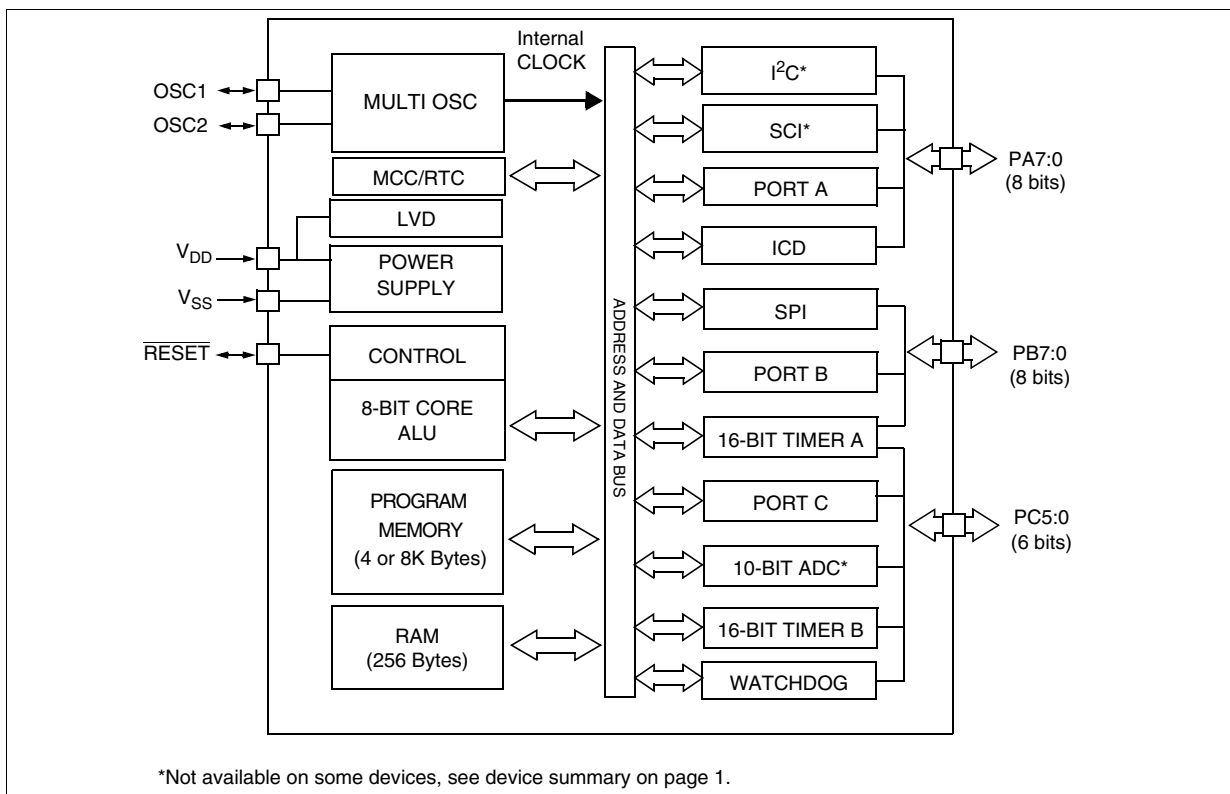 Internal
CLOCK
OSC1
OSC2
MULTI OSC
MCC/RTC
LVD
VDD
POWER
SUPPLY
VSS
RESET
CONTROL
8-BIT CORE
ALU
PROGRAM
MEMORY
(4 or 8K Bytes)
RAM
(256 Bytes)
ADDRESS AND DATA BUS
I²C*
SCI*
PORT A
ICD
SPI
PORT B
16-BIT TIMER A
PORT C
10-BIT ADC*
16-BIT TIMER B
WATCHDOG
PA7:0
(8 bits)
PB7:0
(8 bits)
PC5:0
(6 bits)
*Not available on some devices, see device summary on page 1.